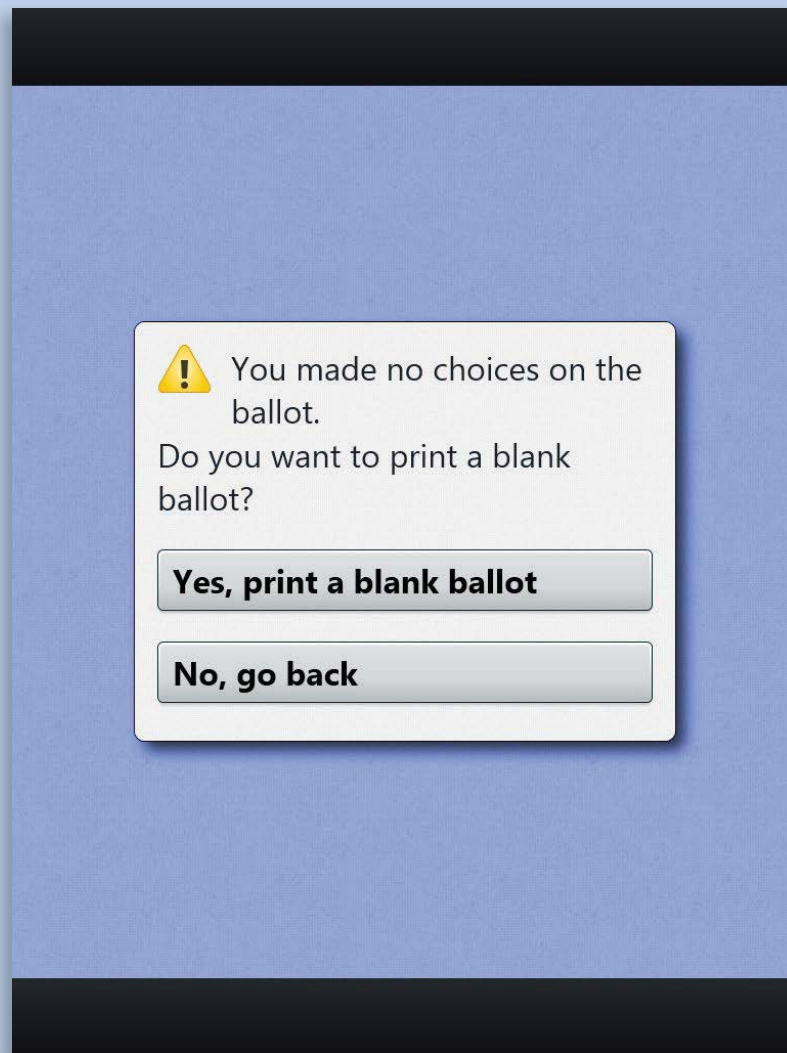 You made no choices on the
ballot.
Do you want to print a blank
ballot?
Yes, print a blank ballot
No, go back